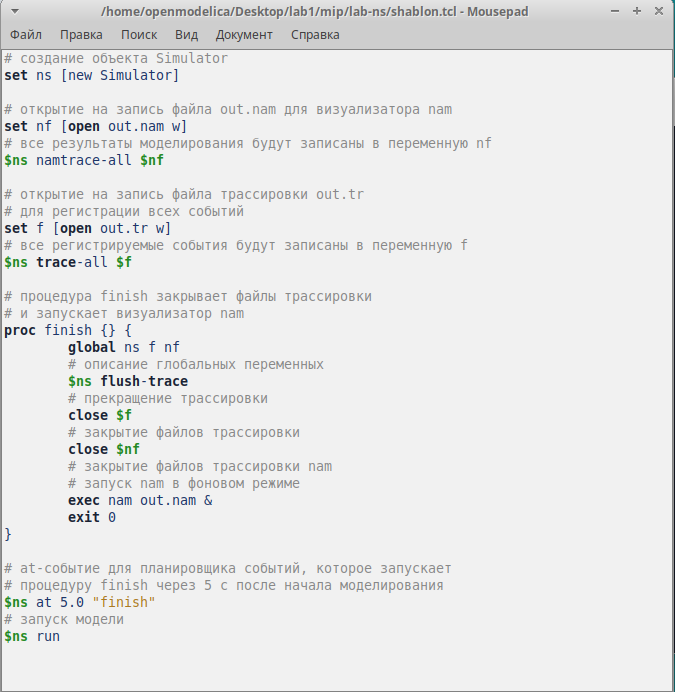 /home/openmodelica/Desktop/lab1/mip/lab-ns/shablon.tcl - Mousepad
Файл Правка Поиск Вид Документ Справка
# создание объекта Simulator
set ns [new Simulator]
# открытие на запись файла out.nam для визуализатора nam
set nf [open out.nam w]
# все результаты моделирования будут записаны в переменную nf
$ns namtrace-all $nf
# открытие на запись файла трассировки out.tr
# для регистрации всех событий
set f [open out.tr w]
# все регистрируемые события будут записаны в переменную f
$ns trace-all $f
# процедура finish закрывает файлы трассировки
# и запускает визуализатор nam
proc finish {} {
        global ns f nf
        # описание глобальных переменных
        $ns flush-trace
        # прекращение трассировки
        close $f
        # закрытие файлов трассировки
        close $nf
        # закрытие файлов трассировки nam
        # запуск nam в фоновом режиме
        exec nam out.nam &
        exit 0
}
# at-событие для планировщика событий, которое запускает
# процедуру finish через 5 с после начала моделирования
$ns at 5.0 "finish"
# запуск модели
$ns run